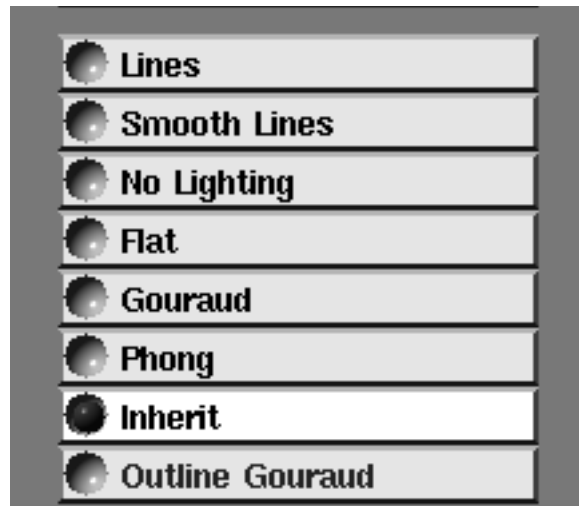 Lines
Smooth Lines
No Lighting
Flat
Gouraud
Phong
Inherit
Outline Gouraud